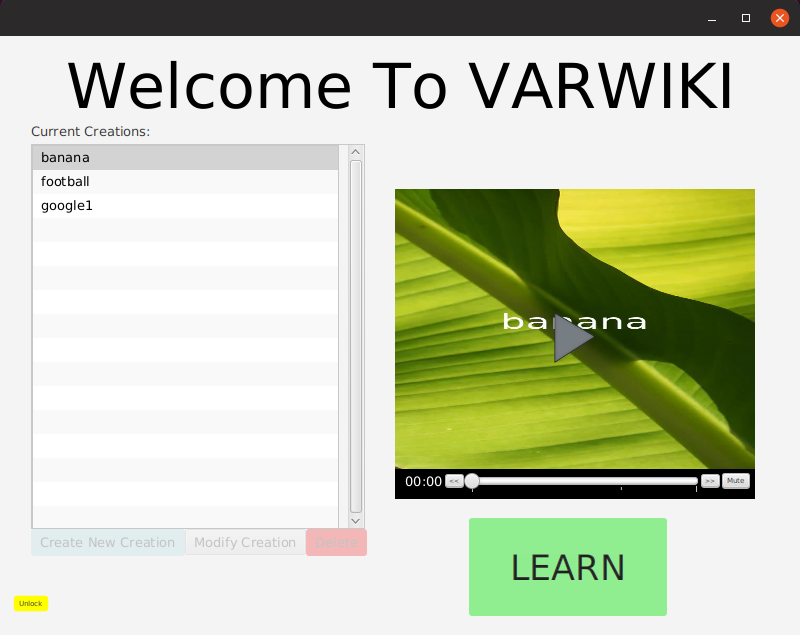 Welcome To VARWIKI
Current Creations:
banana
football
google1
banana
00:00 << >> Mute
Create New Creation Modify Creation Delete
LEARN
Unlock